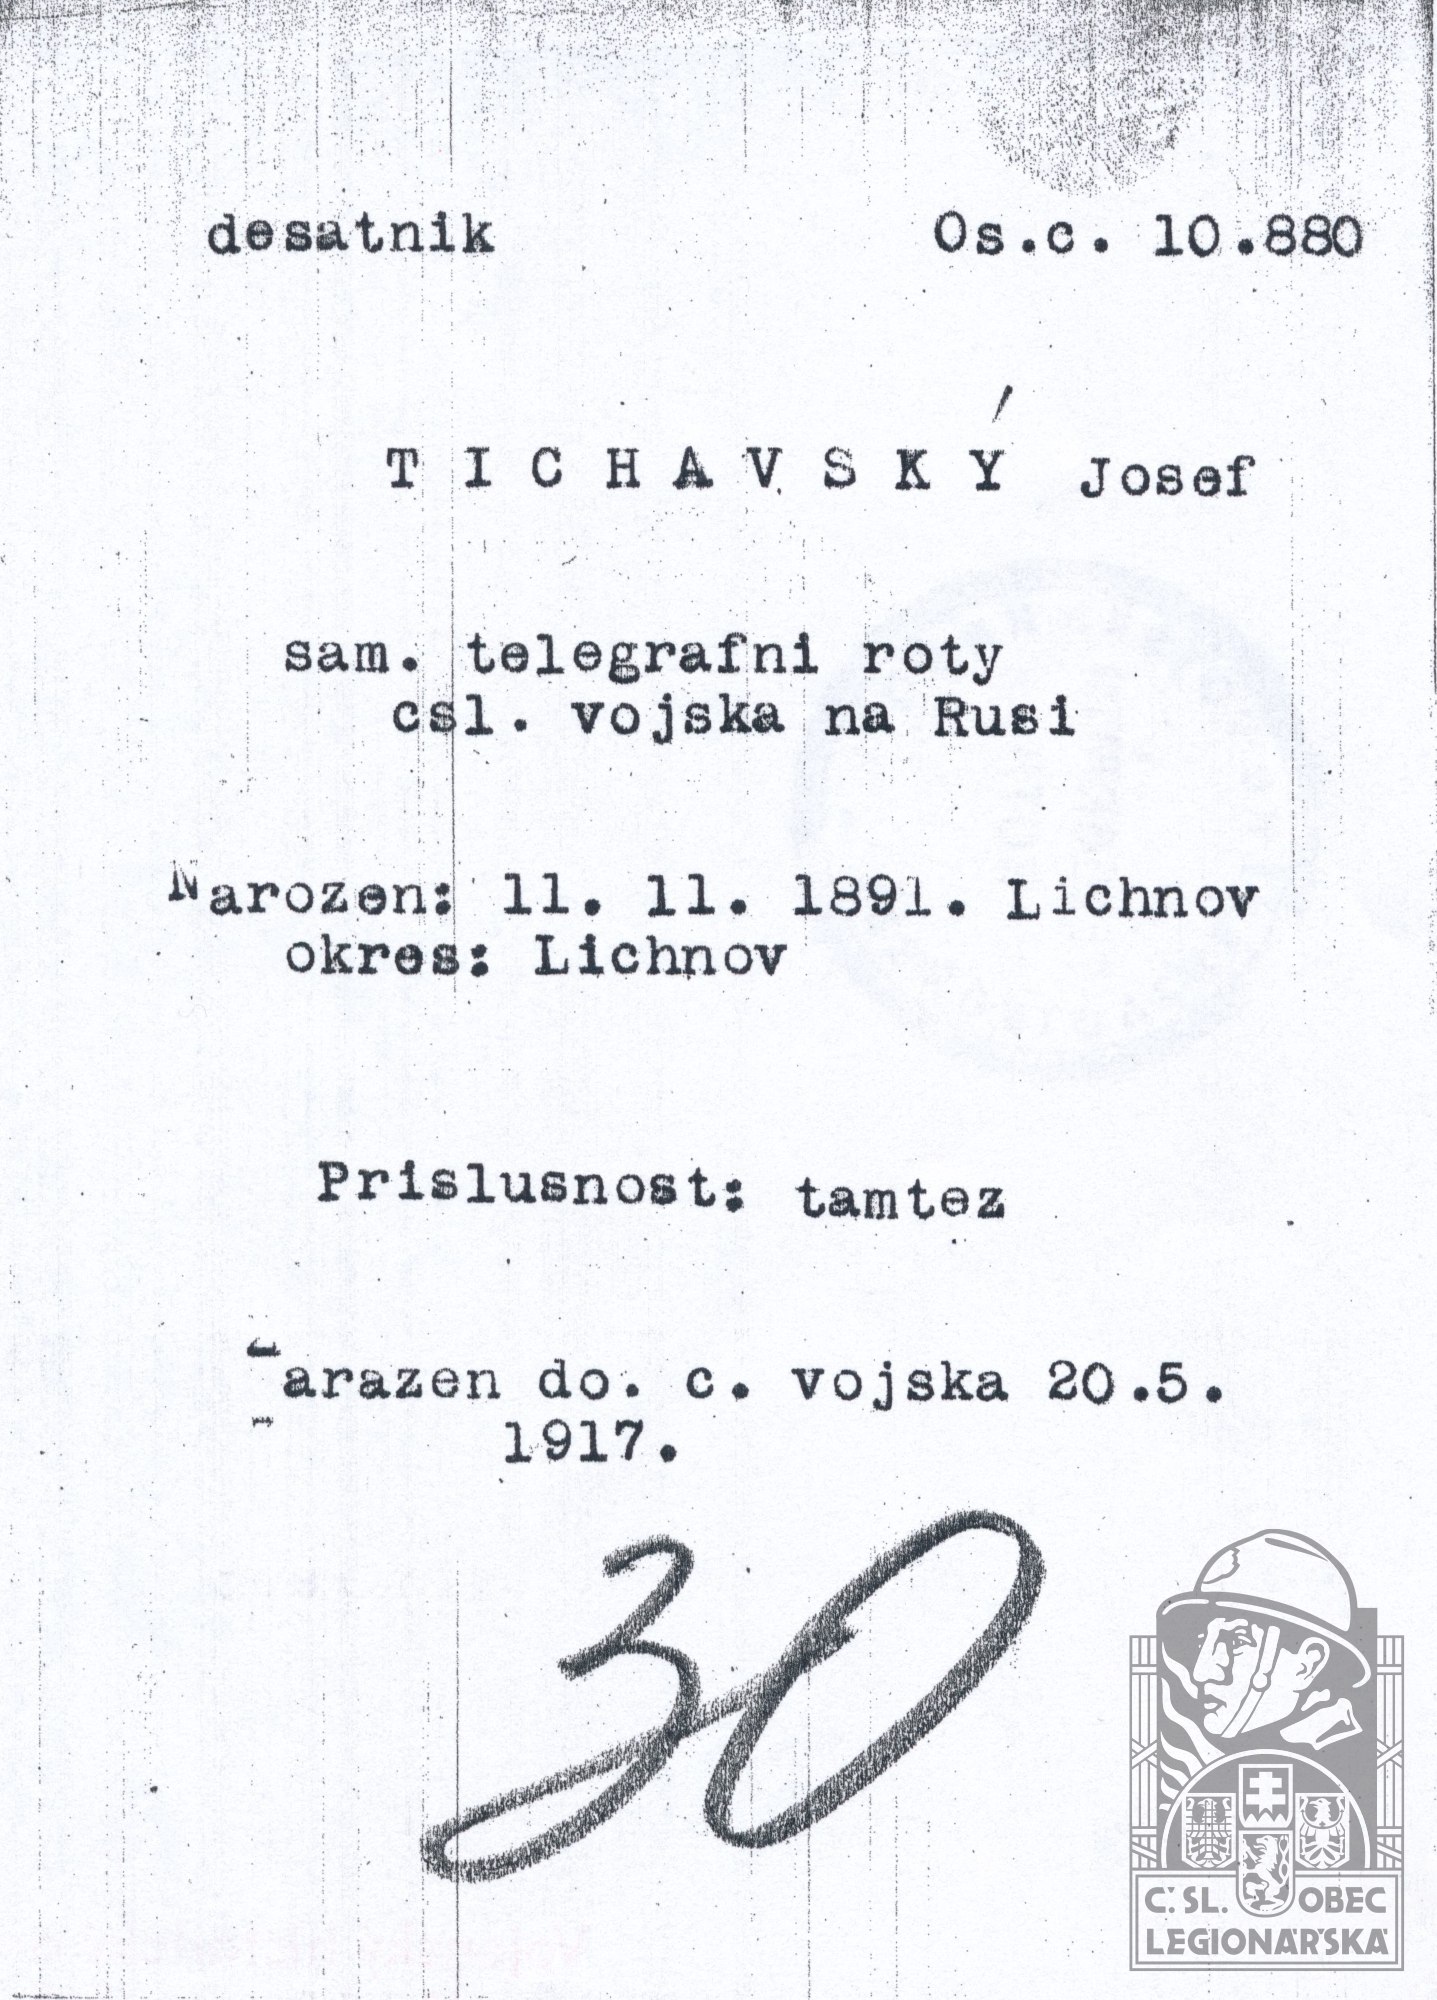 desatnik Os.c. 10.880
T I C H A V S K Ý Josef
sam. telegrafni roty
csl. vojska na Rusi
Narozen: 11. 11. 1891. Lichnov
okres: Lichnov
Prislusnost: tamtez
arazen do. c. vojska 20.5.
1917.
30
Č.SL. OBEC
LEGIONÁŘSKÁ